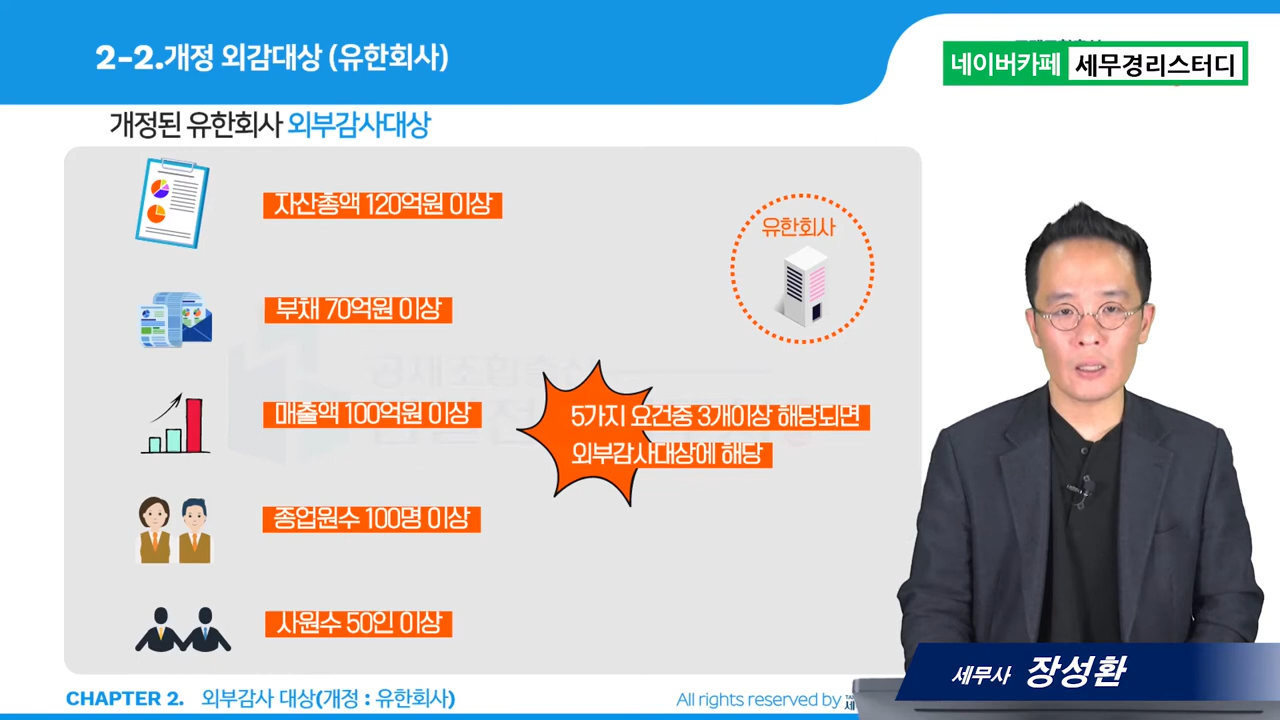 2-2.개정 외감대상 (유한회사)
네이버카페 세무경리스터디
개정된 유한회사 외부감사대상
자산총액 120억원 이상
유한회사
부채 70억원 이상
매출액 100억원 이상
5가지 요건중 3개이상 해당되면
외부감사대상에 해당
종업원수 100명 이상
사원수 50인 이상
세무사 장성환
CHAPTER 2. 외부감사 대상(개정 : 유한회사)
All rights reserved by